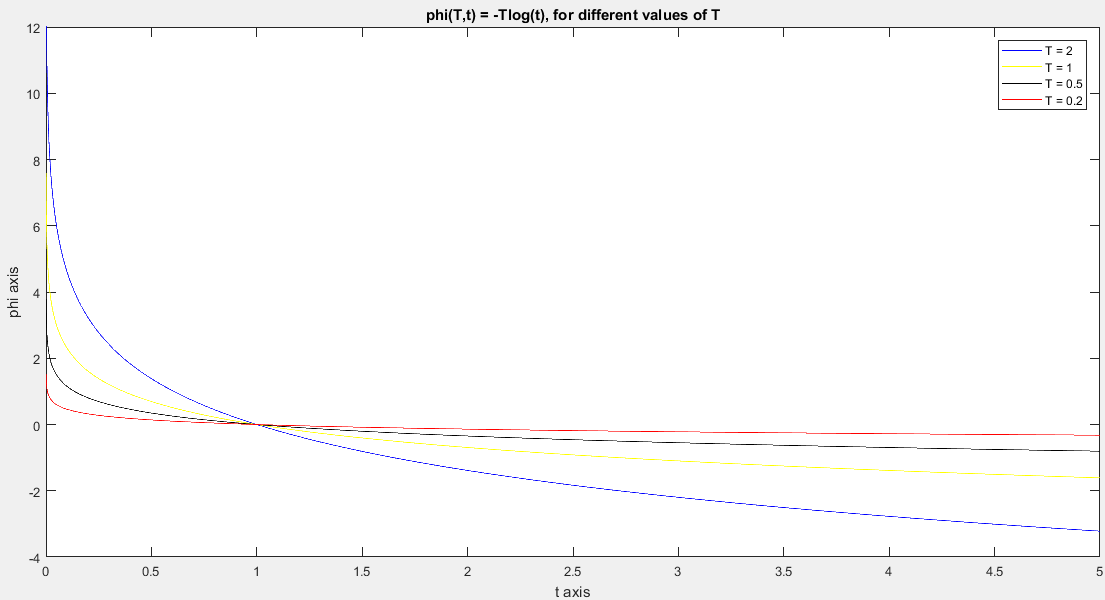 phi(T,t) = -Tlog(t), for different values of T
12
10
8
6
4
2
0
-2
-4
phi axis
T = 2
T = 1
T = 0.5
T = 0.2
0 0.5 1 1.5 2 2.5 3 3.5 4 4.5 5
t axis